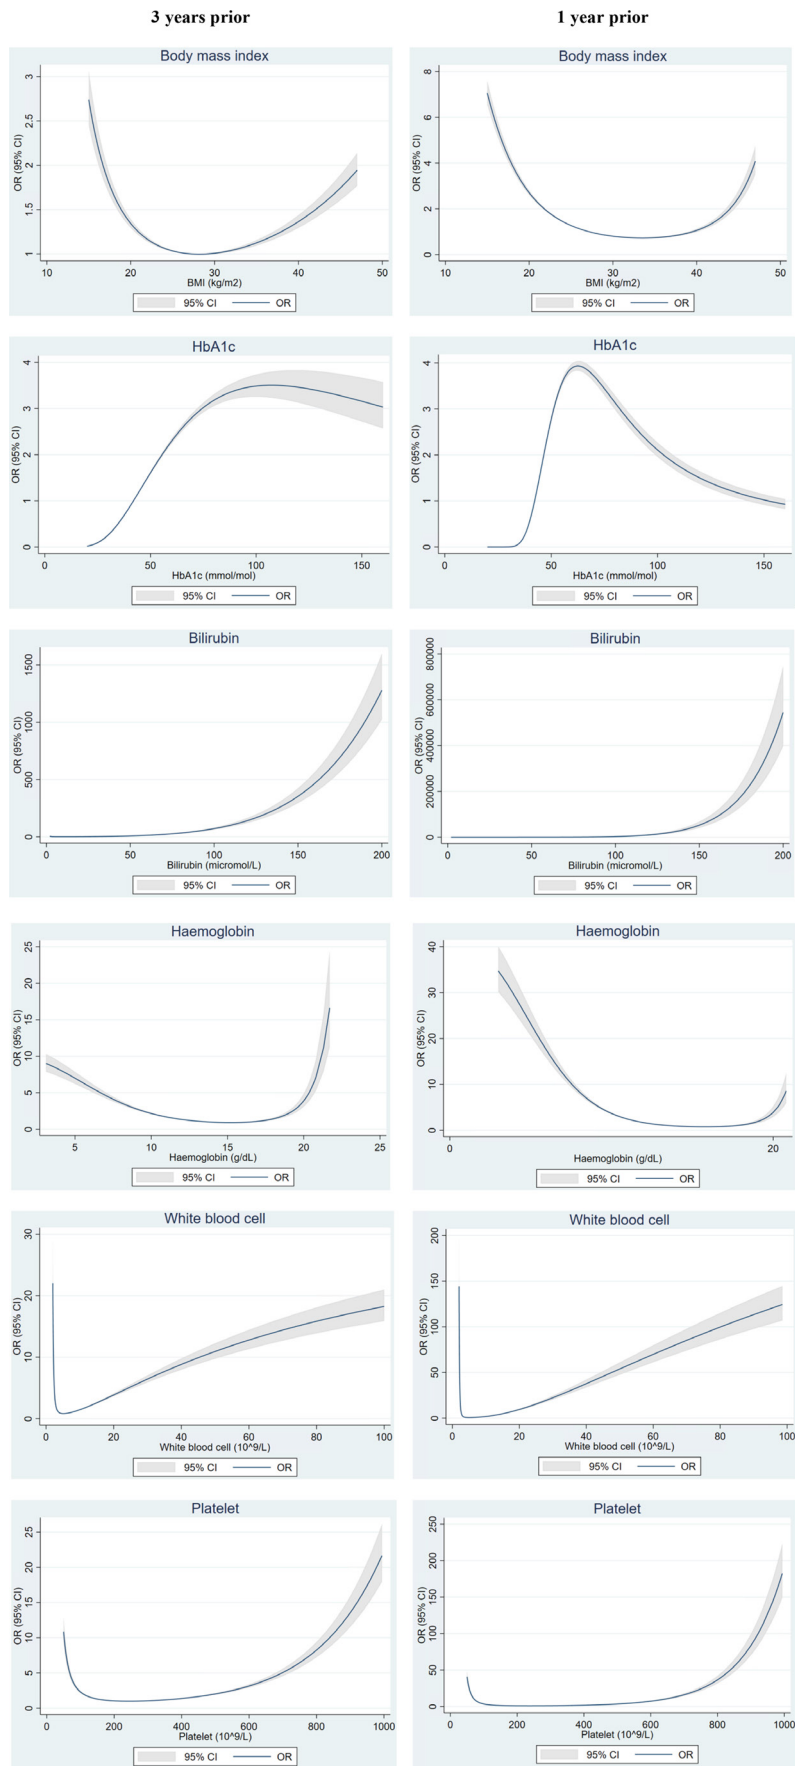 3 years prior
1 year prior
Body mass index
OR (95% CI)
3
2.5
2
1.5
1
10 20 30 40 50
BMI (kg/m2)
95% CI OR
Body mass index
OR (95% CI)
8
6
4
2
0
10 20 30 40 50
BMI (kg/m2)
95% CI OR
HbA1c
OR (95% CI)
4
3
2
1
0
0 50 100 150
HbA1c (mmol/mol)
95% CI OR
HbA1c
OR (95% CI)
4
3
2
1
0
0 50 100 150
HbA1c (mmol/mol)
95% CI OR
Bilirubin
OR (95% CI)
1500
1000
500
0
0 50 100 150 200
Bilirubin (micromol/L)
95% CI OR
Bilirubin
OR (95% CI)
800000
600000
400000
200000
0
0 50 100 150 200
Bilirubin (micromol/L)
95% CI OR
Haemoglobin
OR (95% CI)
25
20
15
10
5
0
5 10 15 20 25
Haemoglobin (g/dL)
95% CI OR
Haemoglobin
OR (95% CI)
40
30
20
10
0
0 20
Haemoglobin (g/dL)
95% CI OR
White blood cell
OR (95% CI)
30
20
10
0
0 20 40 60 80 100
White blood cell (10^9/L)
95% CI OR
White blood cell
OR (95% CI)
200
150
100
50
0
0 20 40 60 80 100
White blood cell (10^9/L)
95% CI OR
Platelet
OR (95% CI)
25
20
15
10
5
0
0 200 400 600 800 1000
Platelet (10^9/L)
95% CI OR
Platelet
OR (95% CI)
250
200
150
100
50
0
0 200 400 600 800 1000
Platelet (10^9/L)
95% CI OR